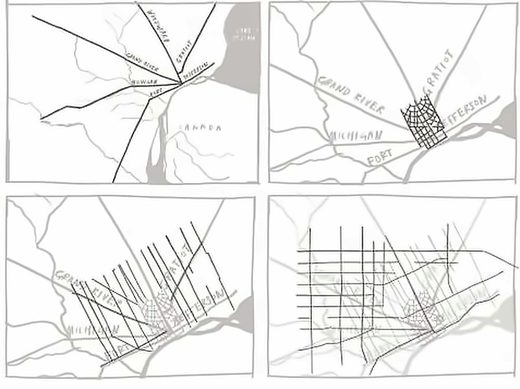 WOODWARD
GRATIOT
GRAND RIVER
JEFFERSON
MICHIGAN
FORT
CANADA
GRATIOT
GRAND RIVER
JEFFERSON
MICHIGAN
FORT
GRAND RIVER
GRATIOT
JEFFERSON
MICHIGAN
FORT